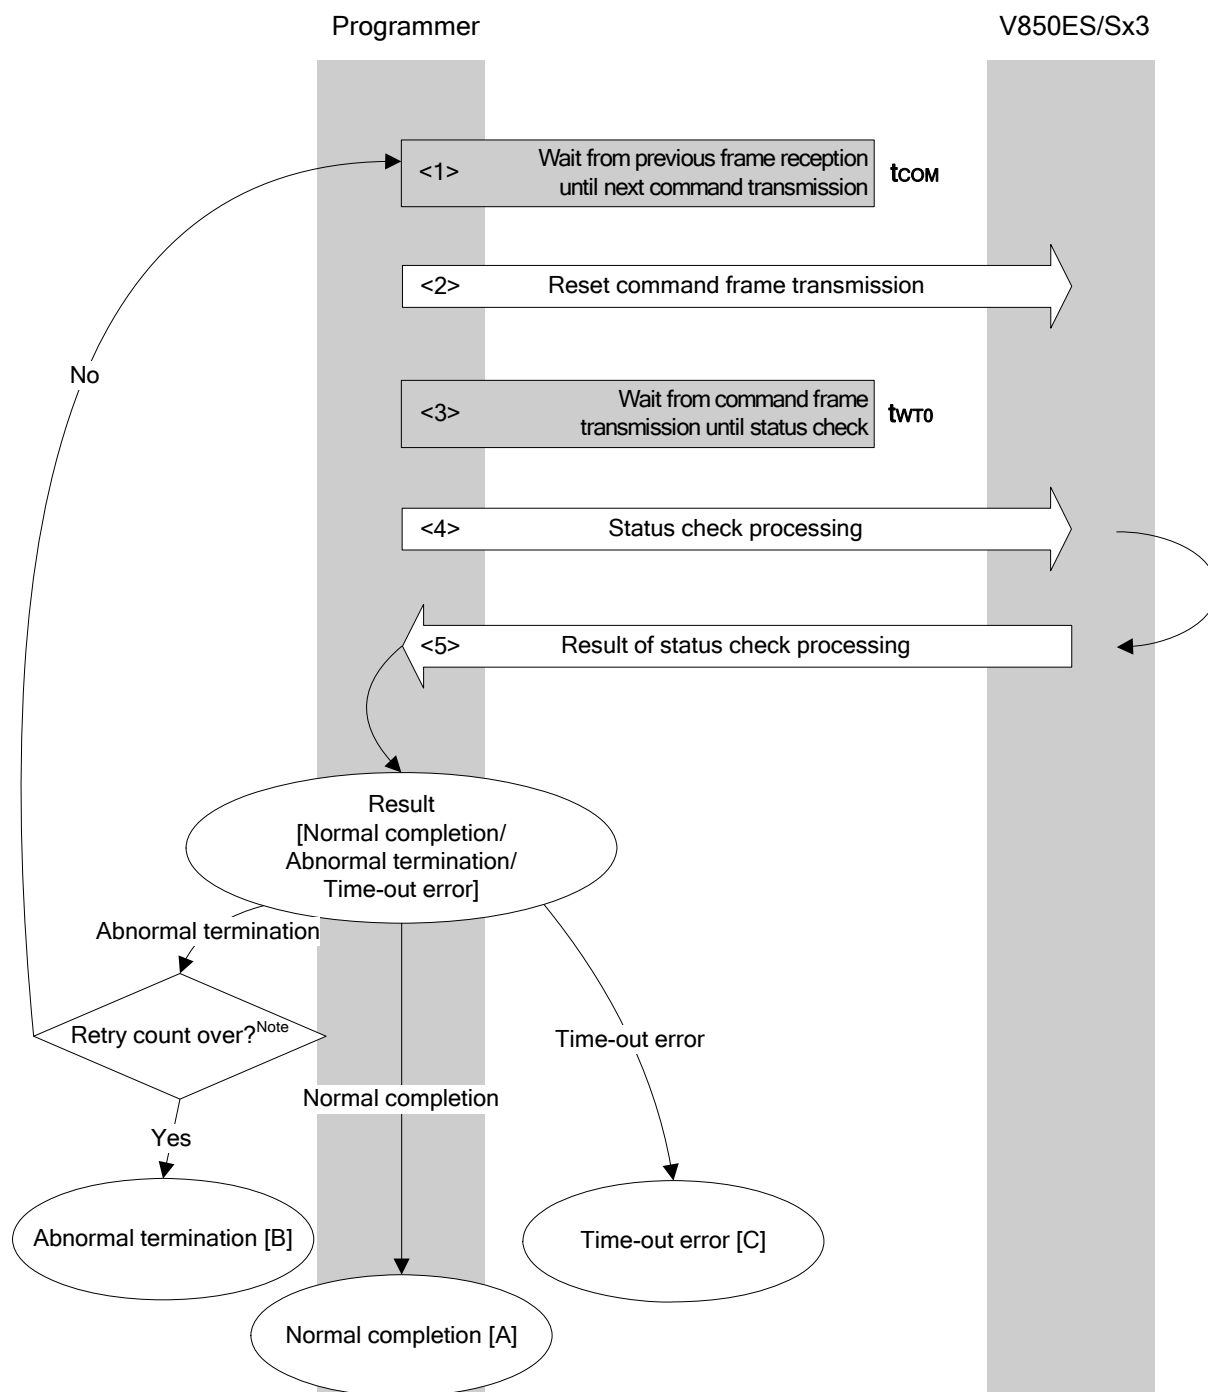 Programmer
V850ES/Sx3
<1>
Wait from previous frame reception
until next command transmission
tCOM
<2>
Reset command frame transmission
No
<3>
Wait from command frame
transmission until status check
tWT0
<4>
Status check processing
<5>
Result of status check processing
Result
[Normal completion/
Abnormal termination/
Time-out error]
Abnormal termination
Retry count over?Note
Time-out error
Normal completion
Yes
Abnormal termination [B]
Time-out error [C]
Normal completion [A]